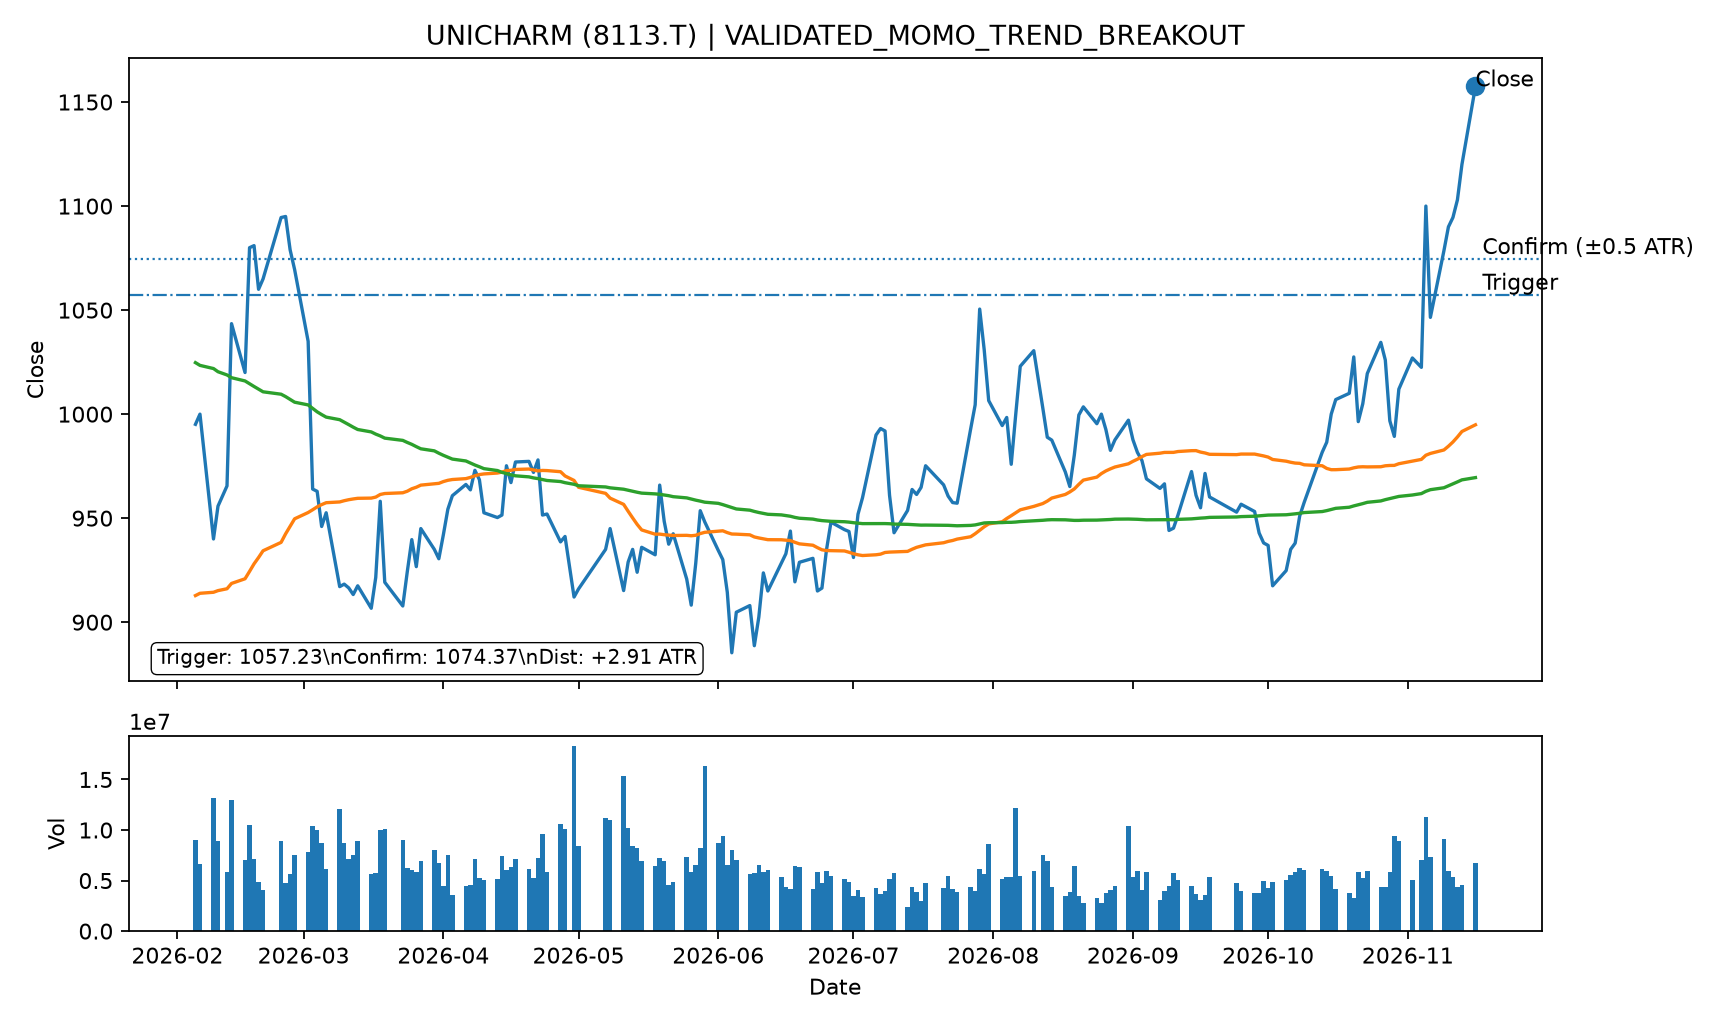 UNICHARM (8113.T) | VALIDATED_MOMO_TREND_BREAKOUT
Close
1150
1100
1050
1000
950
900
Close
Confirm (±0.5 ATR)
Trigger
Trigger: 1057.23\nConfirm: 1074.37\nDist: +2.91 ATR
1e7
Vol
1.5
1.0
0.5
0.0
2026-02 2026-03 2026-04 2026-05 2026-06 2026-07 2026-08 2026-09 2026-10 2026-11
Date